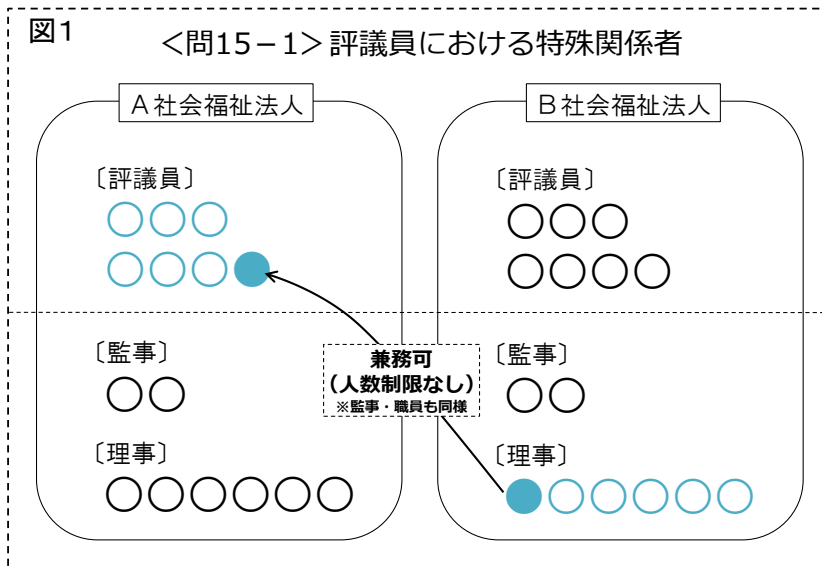 図1
<問15-1>評議員における特殊関係者
A社会福祉法人
B社会福祉法人
〔評議員〕
〔評議員〕
〔監事〕
〔監事〕
兼務可
(人数制限なし)
※監事・職員も同様
〔理事〕
〔理事〕